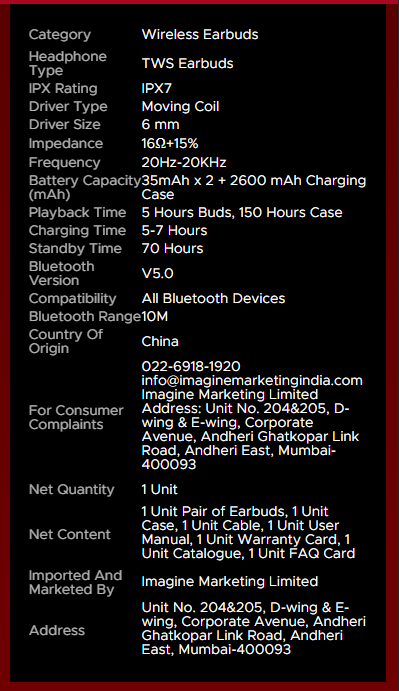 Category Wireless Earbuds
Headphone
Type TWS Earbuds
IPX Rating IPX7
Driver Type Moving Coil
Driver Size 6 mm
Impedance 16Ω+15%
Frequency 20Hz-20KHz
Battery Capacity 35mAh x 2 + 2600 mAh Charging
(mAh) Case
Playback Time 5 Hours Buds, 150 Hours Case
Charging Time 5-7 Hours
Standby Time 70 Hours
Bluetooth
Version V5.0
Compatibility All Bluetooth Devices
Bluetooth Range 10M
Country Of
Origin China
For Consumer
Complaints
022-6918-1920
info@imaginemarketingindia.com
Imagine Marketing Limited
Address: Unit No. 204&205, D-
wing & E-wing, Corporate
Avenue, Andheri Ghatkopar Link
Road, Andheri East, Mumbai-
400093
Net Quantity 1 Unit
Net Content
1 Unit Pair of Earbuds, 1 Unit
Case, 1 Unit Cable, 1 Unit User
Manual, 1 Unit Warranty Card, 1
Unit Catalogue, 1 Unit FAQ Card
Imported And
Marketed By Imagine Marketing Limited
Address
Unit No. 204&205, D-wing & E-
wing, Corporate Avenue, Andheri
Ghatkopar Link Road, Andheri
East, Mumbai-400093